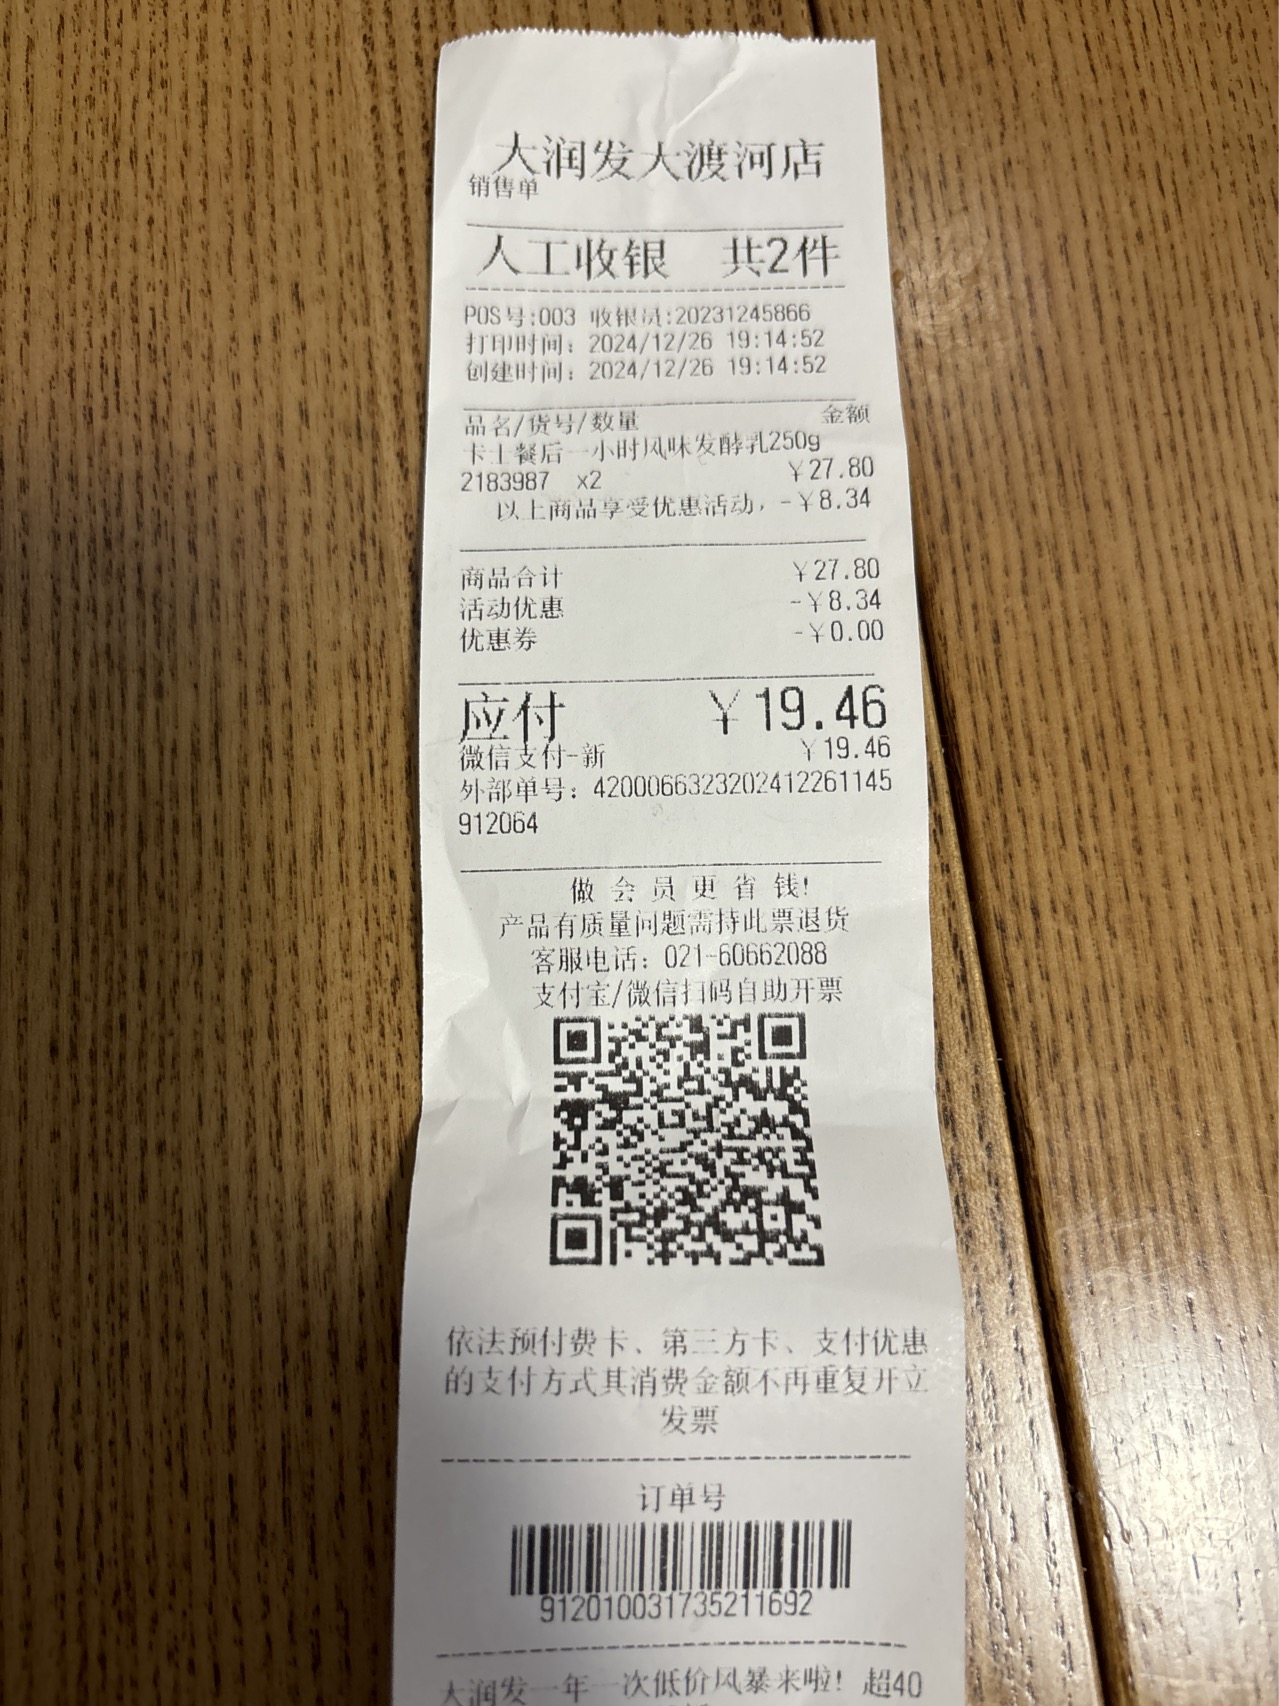 大润发大渡河店
销售单
人工收银 共2件
POS号:003 收银员:20231245866
打印时间：2024/12/26 19:14:52
创建时间：2024/12/26 19:14:52
品名/货号/数量 金额
卡士餐后一小时风味发酵乳250g
2183987 x2 ￥27.80
以上商品享受优惠活动，-￥8.34
商品合计 ￥27.80
活动优惠 -￥8.34
优惠券 -￥0.00
应付 ￥19.46
微信支付-新 ￥19.46
外部单号：4200066323202412261145
912064
做会员更省钱!
产品有质量问题需持此票退货
客服电话：021-60662088
支付宝/微信扫码自助开票
依法预付费卡、第三方卡、支付优惠
的支付方式其消费金额不再重复开立
发票
订单号
912010031735211692
大润发一年一次低价风暴来啦！超40